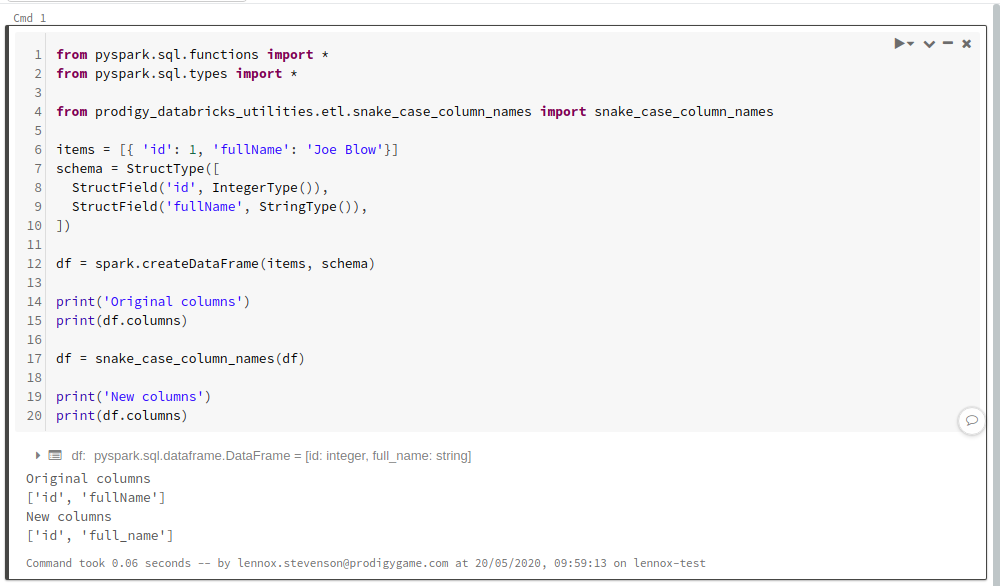 Cmd 1
1 from pyspark.sql.functions import *
2 from pyspark.sql.types import *
3
4 from prodigy_databricks_utilities.etl.snake_case_column_names import snake_case_column_names
5
6 items = [{ 'id': 1, 'fullName': 'Joe Blow'}]
7 schema = StructType([
8   StructField('id', IntegerType()),
9   StructField('fullName', StringType()),
10 ])
11
12 df = spark.createDataFrame(items, schema)
13
14 print('Original columns')
15 print(df.columns)
16
17 df = snake_case_column_names(df)
18
19 print('New columns')
20 print(df.columns)
df: pyspark.sql.dataframe.DataFrame = [id: integer, full_name: string]
Original columns
['id', 'fullName']
New columns
['id', 'full_name']
Command took 0.06 seconds -- by lennox.stevenson@prodigygame.com at 20/05/2020, 09:59:13 on lennox-test